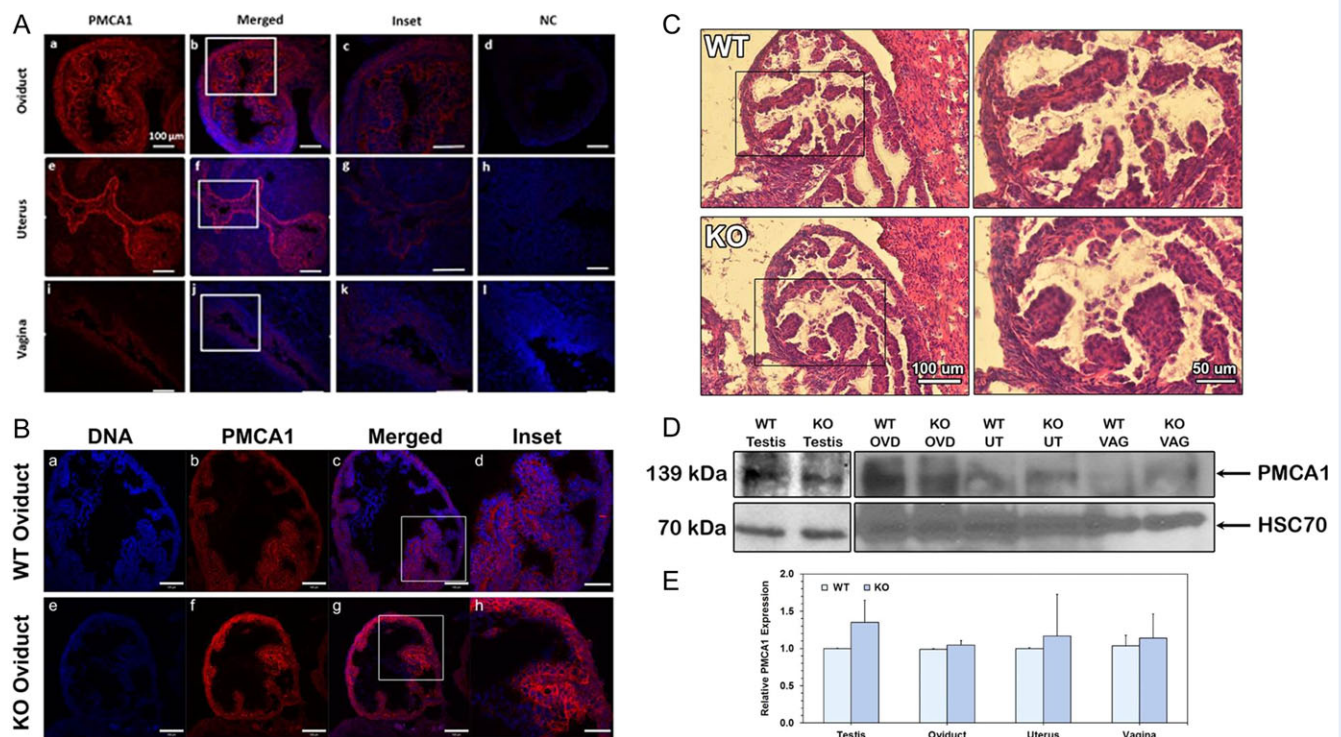 A
PMCA1 Merged Inset NC
Oviduct
a b c d
100 µm
Uterus
e f g h
Vagina
i j k l
B
DNA PMCA1 Merged Inset
WT Oviduct
a b c d
KO Oviduct
e f g h
C
WT
KO
100 um
50 um
D
WT KO WT KO WT KO WT KO
Testis Testis OVD OVD UT UT VAG VAG
139 kDa
PMCA1
70 kDa
HSC70
E
Relative PMCA1 Expression
2.0
WT KO
1.5
1.0
0.5
0.0
Testis Oviduct Uterus Vagina